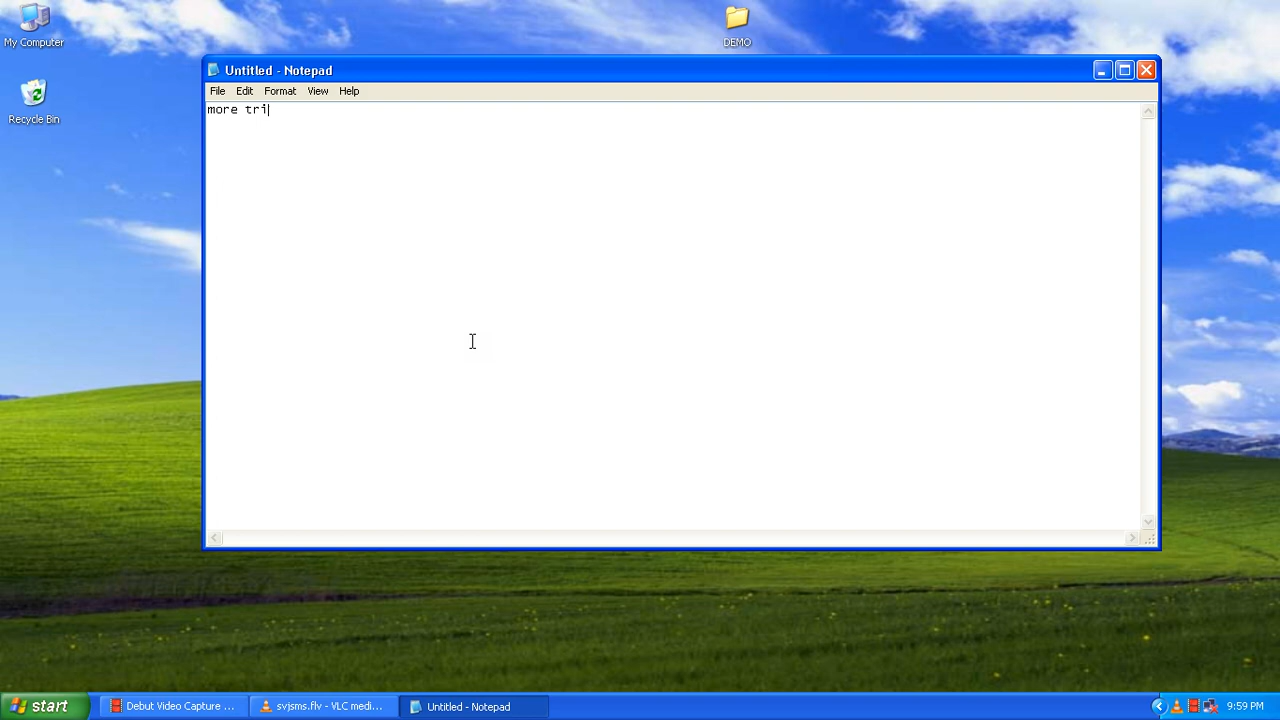 My Computer
DEMO
Untitled - Notepad
File Edit Format View Help
more tri
Recycle Bin
start
Debut Video Capture ...
svjsms.flv - VLC medi...
Untitled - Notepad
9:59 PM